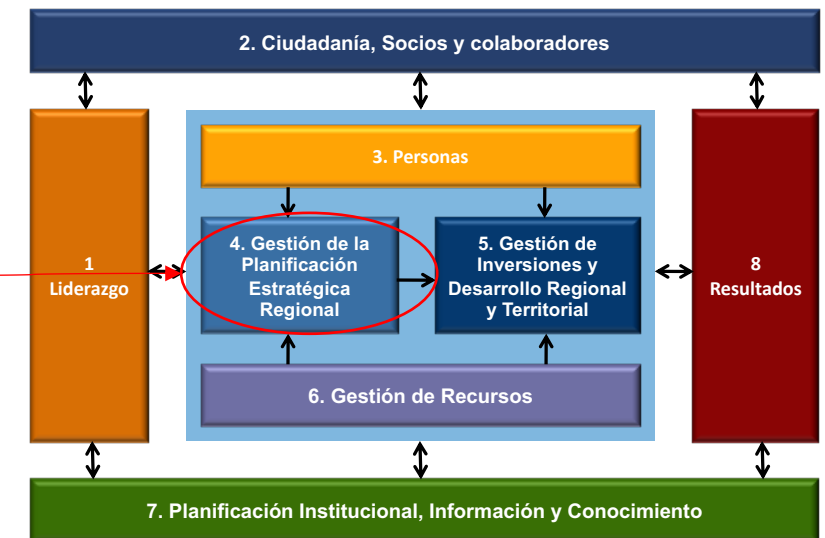 2. Ciudadanía, Socios y colaboradores
1
Liderazgo
3. Personas
4. Gestión de la
Planificación
Estratégica
Regional
5. Gestión de
Inversiones y
Desarrollo Regional
y Territorial
6. Gestión de Recursos
8
Resultados
7. Planificación Institucional, Información y Conocimiento